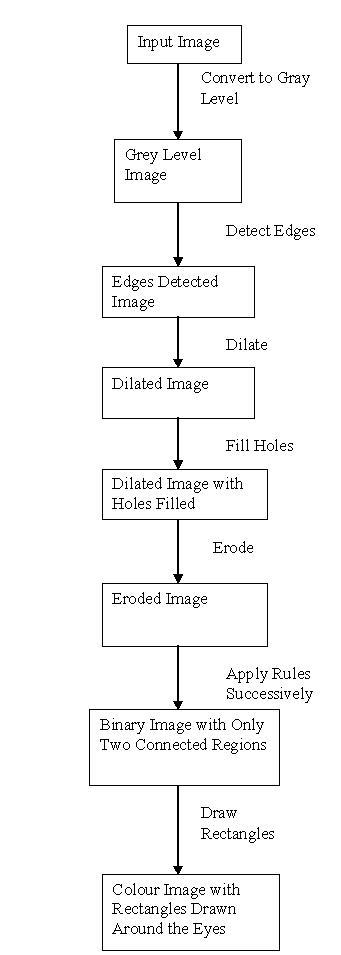 Input Image
Convert to Gray
Level
Grey Level
Image
Detect Edges
Edges Detected
Image
Dilate
Dilated Image
Fill Holes
Dilated Image with
Holes Filled
Erode
Eroded Image
Apply Rules
Successively
Binary Image with Only
Two Connected Regions
Draw
Rectangles
Colour Image with
Rectangles Drawn
Around the Eyes